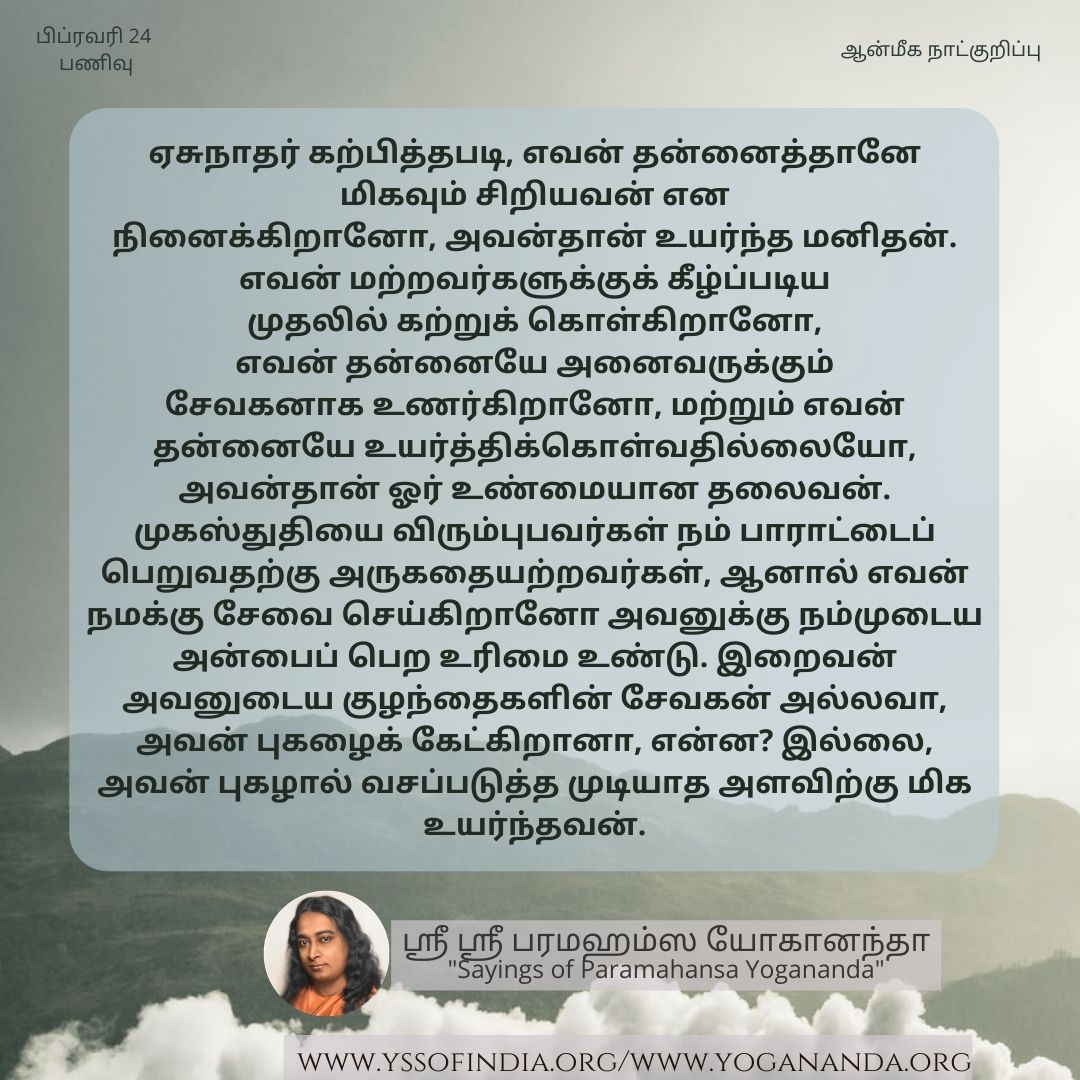 பிப்ரவரி 24
பணிவு
ஆன்மீக நாட்குறிப்பு
ஏசுநாதர் கற்பித்தபடி, எவன் தன்னைத்தானே
மிகவும் சிறியவன் என
நினைக்கிறானோ, அவன்தான் உயர்ந்த மனிதன்.
எவன் மற்றவர்களுக்குக் கீழ்ப்படிய
முதலில் கற்றுக் கொள்கிறானோ,
எவன் தன்னையே அனைவருக்கும்
சேவகனாக உணர்கிறானோ, மற்றும் எவன்
தன்னையே உயர்த்திக்கொள்வதில்லையோ,
அவன்தான் ஓர் உண்மையான தலைவன்.
முகஸ்துதியை விரும்புபவர்கள் நம் பாராட்டைப்
பெறுவதற்கு அருகதையற்றவர்கள், ஆனால் எவன்
நமக்கு சேவை செய்கிறானோ அவனுக்கு நம்முடைய
அன்பைப் பெற உரிமை உண்டு. இறைவன்
அவனுடைய குழந்தைகளின் சேவகன் அல்லவா,
அவன் புகழைக் கேட்கிறானா, என்ன? இல்லை,
அவன் புகழால் வசப்படுத்த முடியாத அளவிற்கு மிக
உயர்ந்தவன்.
ஸ்ரீ ஸ்ரீ பரமஹம்ஸ யோகானந்தா
"Sayings of Paramahansa Yogananda"
WWW.YSSOFINDIA.ORG/WWW.YOGANANDA.ORG